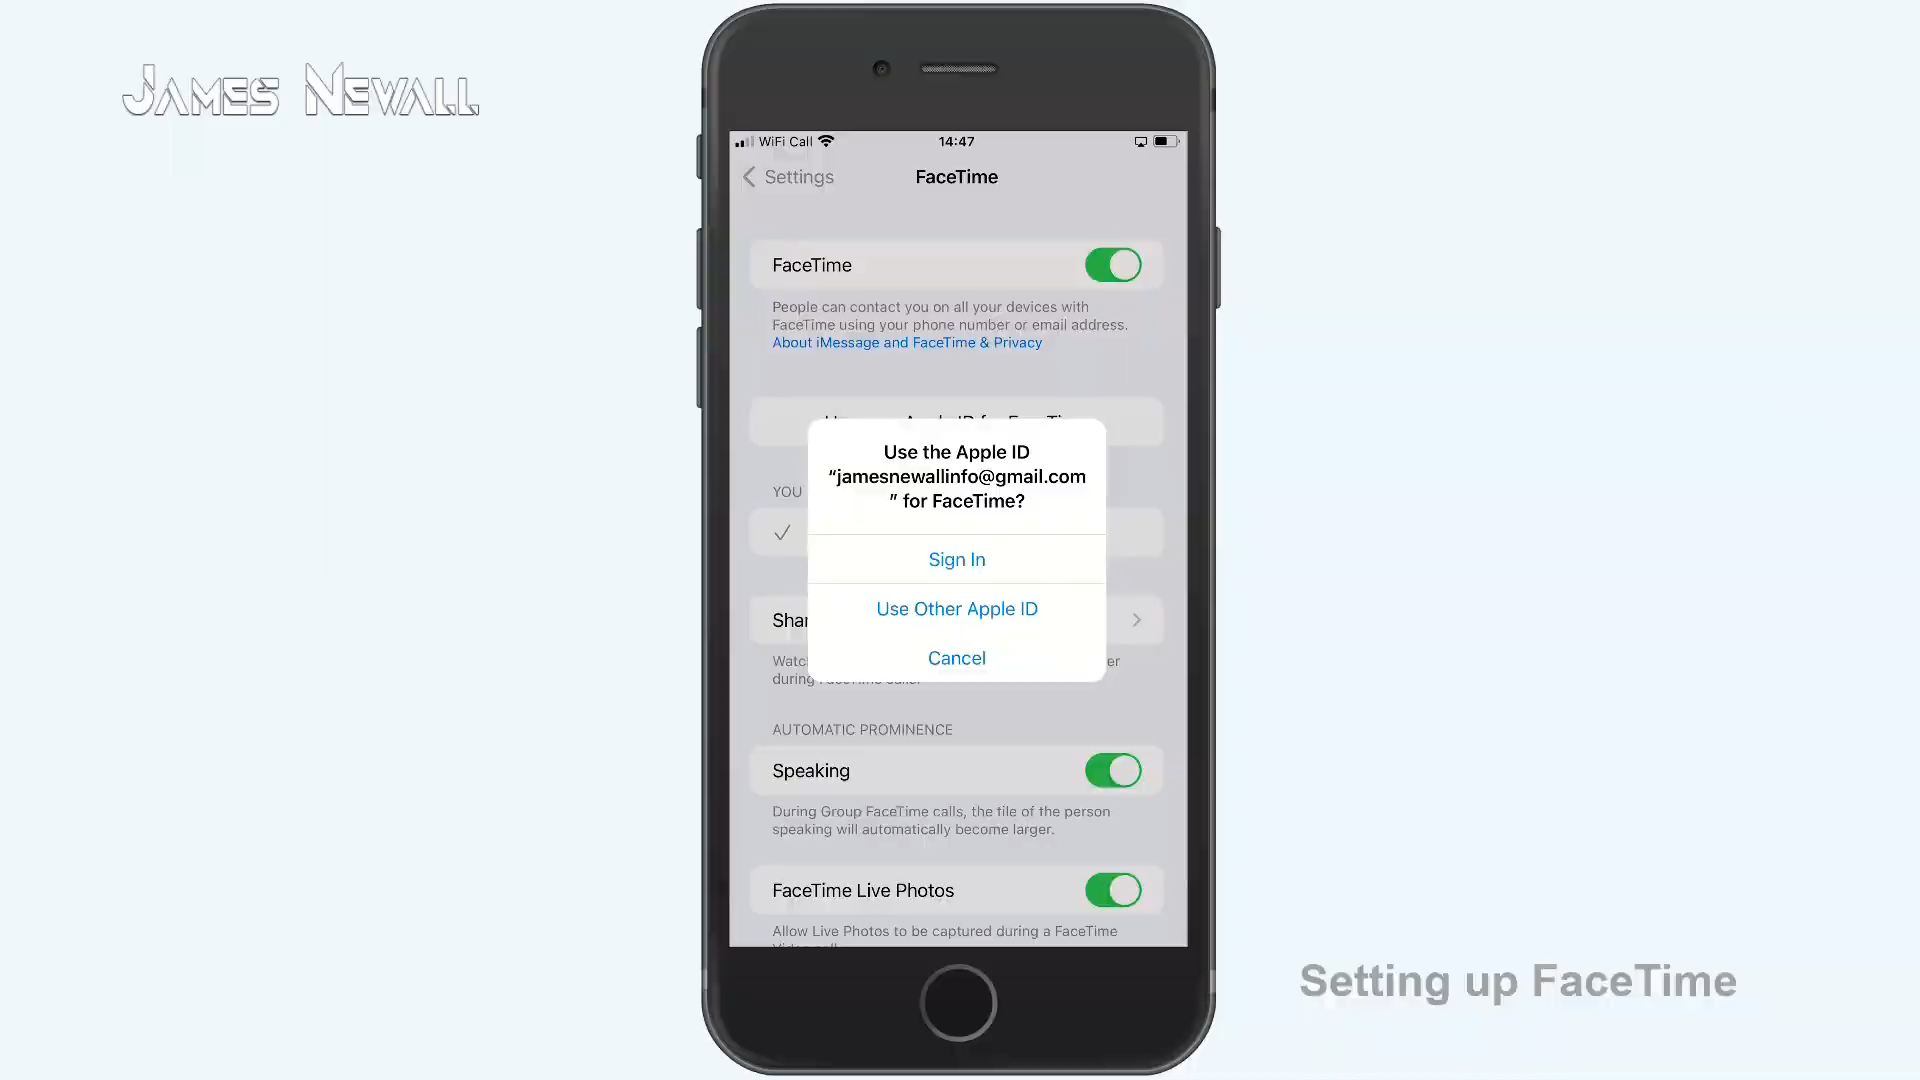 James Newall
WiFi Call
14:47
Settings
FaceTime
FaceTime
People can contact you on all your devices with
FaceTime using your phone number or email address.
About iMessage and FaceTime & Privacy
Use the Apple ID
“jamesnewallinfo@gmail.com
” for FaceTime?
YOU
Sign In
Use Other Apple ID
Cancel
during
AUTOMATIC PROMINENCE
Speaking
During Group FaceTime calls, the tile of the person
speaking will automatically become larger.
FaceTime Live Photos
Allow Live Photos to be captured during a FaceTime
Setting up FaceTime